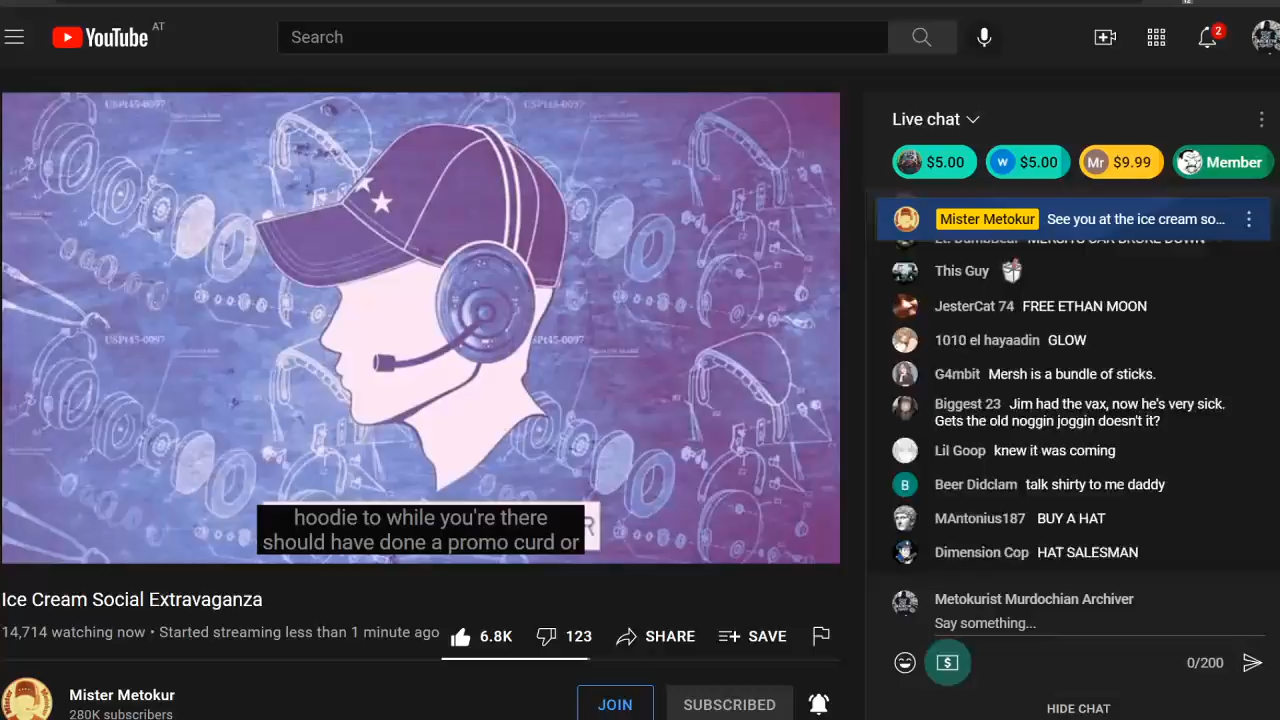 YouTube AT
Search
2
USPt45-0097
USPt45-0097
USPt45-0097
hoodie to while you're there
should have done a promo curd or
R
Ice Cream Social Extravaganza
14,714 watching now • Started streaming less than 1 minute ago
6.8K
123
SHARE
SAVE
Mister Metokur
280K subscribers
JOIN
SUBSCRIBED
Live chat
$5.00
W $5.00
Mr $9.99
Member
Mister Metokur See you at the ice cream so...
This Guy
JesterCat 74 FREE ETHAN MOON
1010 el hayaadin GLOW
G4mbit Mersh is a bundle of sticks.
Biggest 23 Jim had the vax, now he's very sick.
Gets the old noggin joggin doesn't it?
Lil Goop knew it was coming
B Beer Didclam talk shirty to me daddy
MAntonius187 BUY A HAT
Dimension Cop HAT SALESMAN
Metokurist Murdochian Archiver
Say something...
0/200
HIDE CHAT